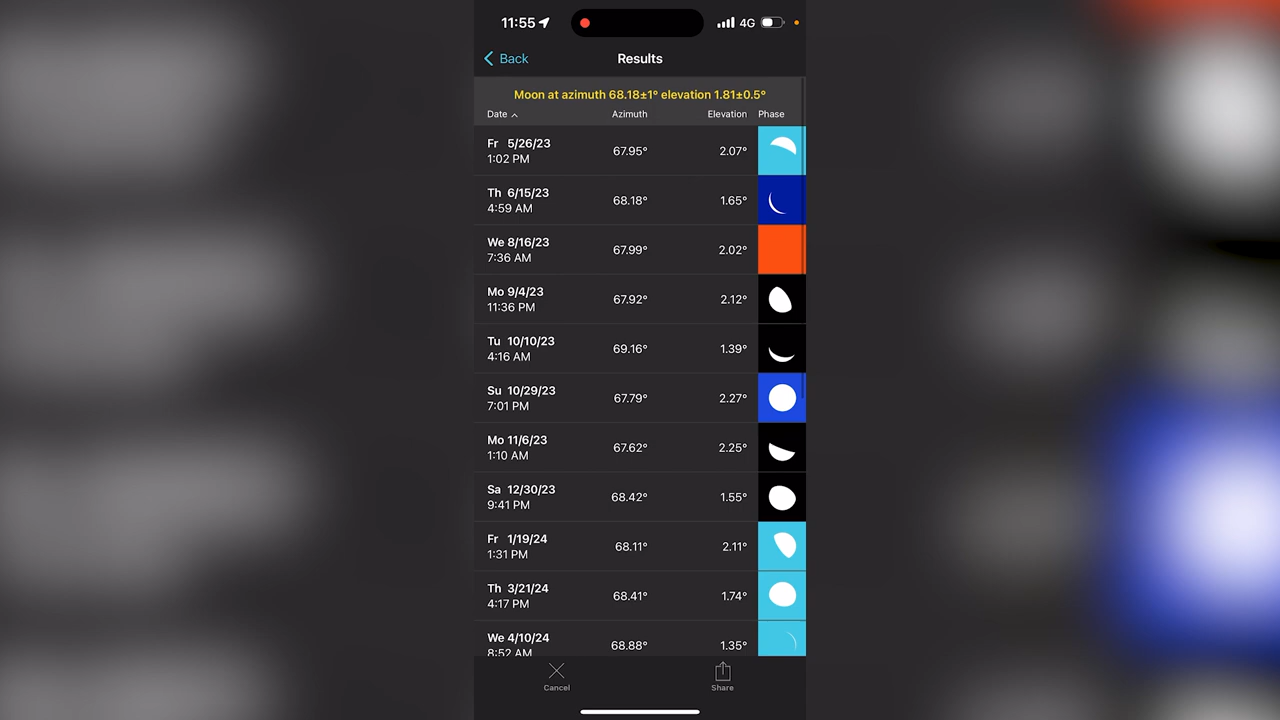 11:55 4G
Back Results
Moon at azimuth 68.18±1° elevation 1.81±0.5°
Date Azimuth Elevation Phase
Fr 5/26/23
1:02 PM 67.95° 2.07°
Th 6/15/23
4:59 AM 68.18° 1.65°
We 8/16/23
7:36 AM 67.99° 2.02°
Mo 9/4/23
11:36 PM 67.92° 2.12°
Tu 10/10/23
4:16 AM 69.16° 1.39°
Su 10/29/23
7:01 PM 67.79° 2.27°
Mo 11/6/23
1:10 AM 67.62° 2.25°
Sa 12/30/23
9:41 PM 68.42° 1.55°
Fr 1/19/24
1:31 PM 68.11° 2.11°
Th 3/21/24
4:17 PM 68.41° 1.74°
We 4/10/24
8:52 AM 68.88° 1.35°
Cancel Share